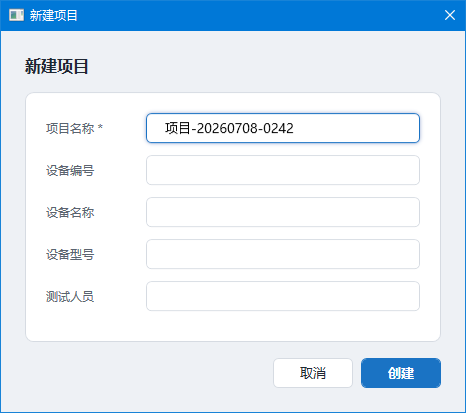 新建项目
新建项目
项目名称 * 项目-20260708-0242
设备编号
设备名称
设备型号
测试人员
取消 创建